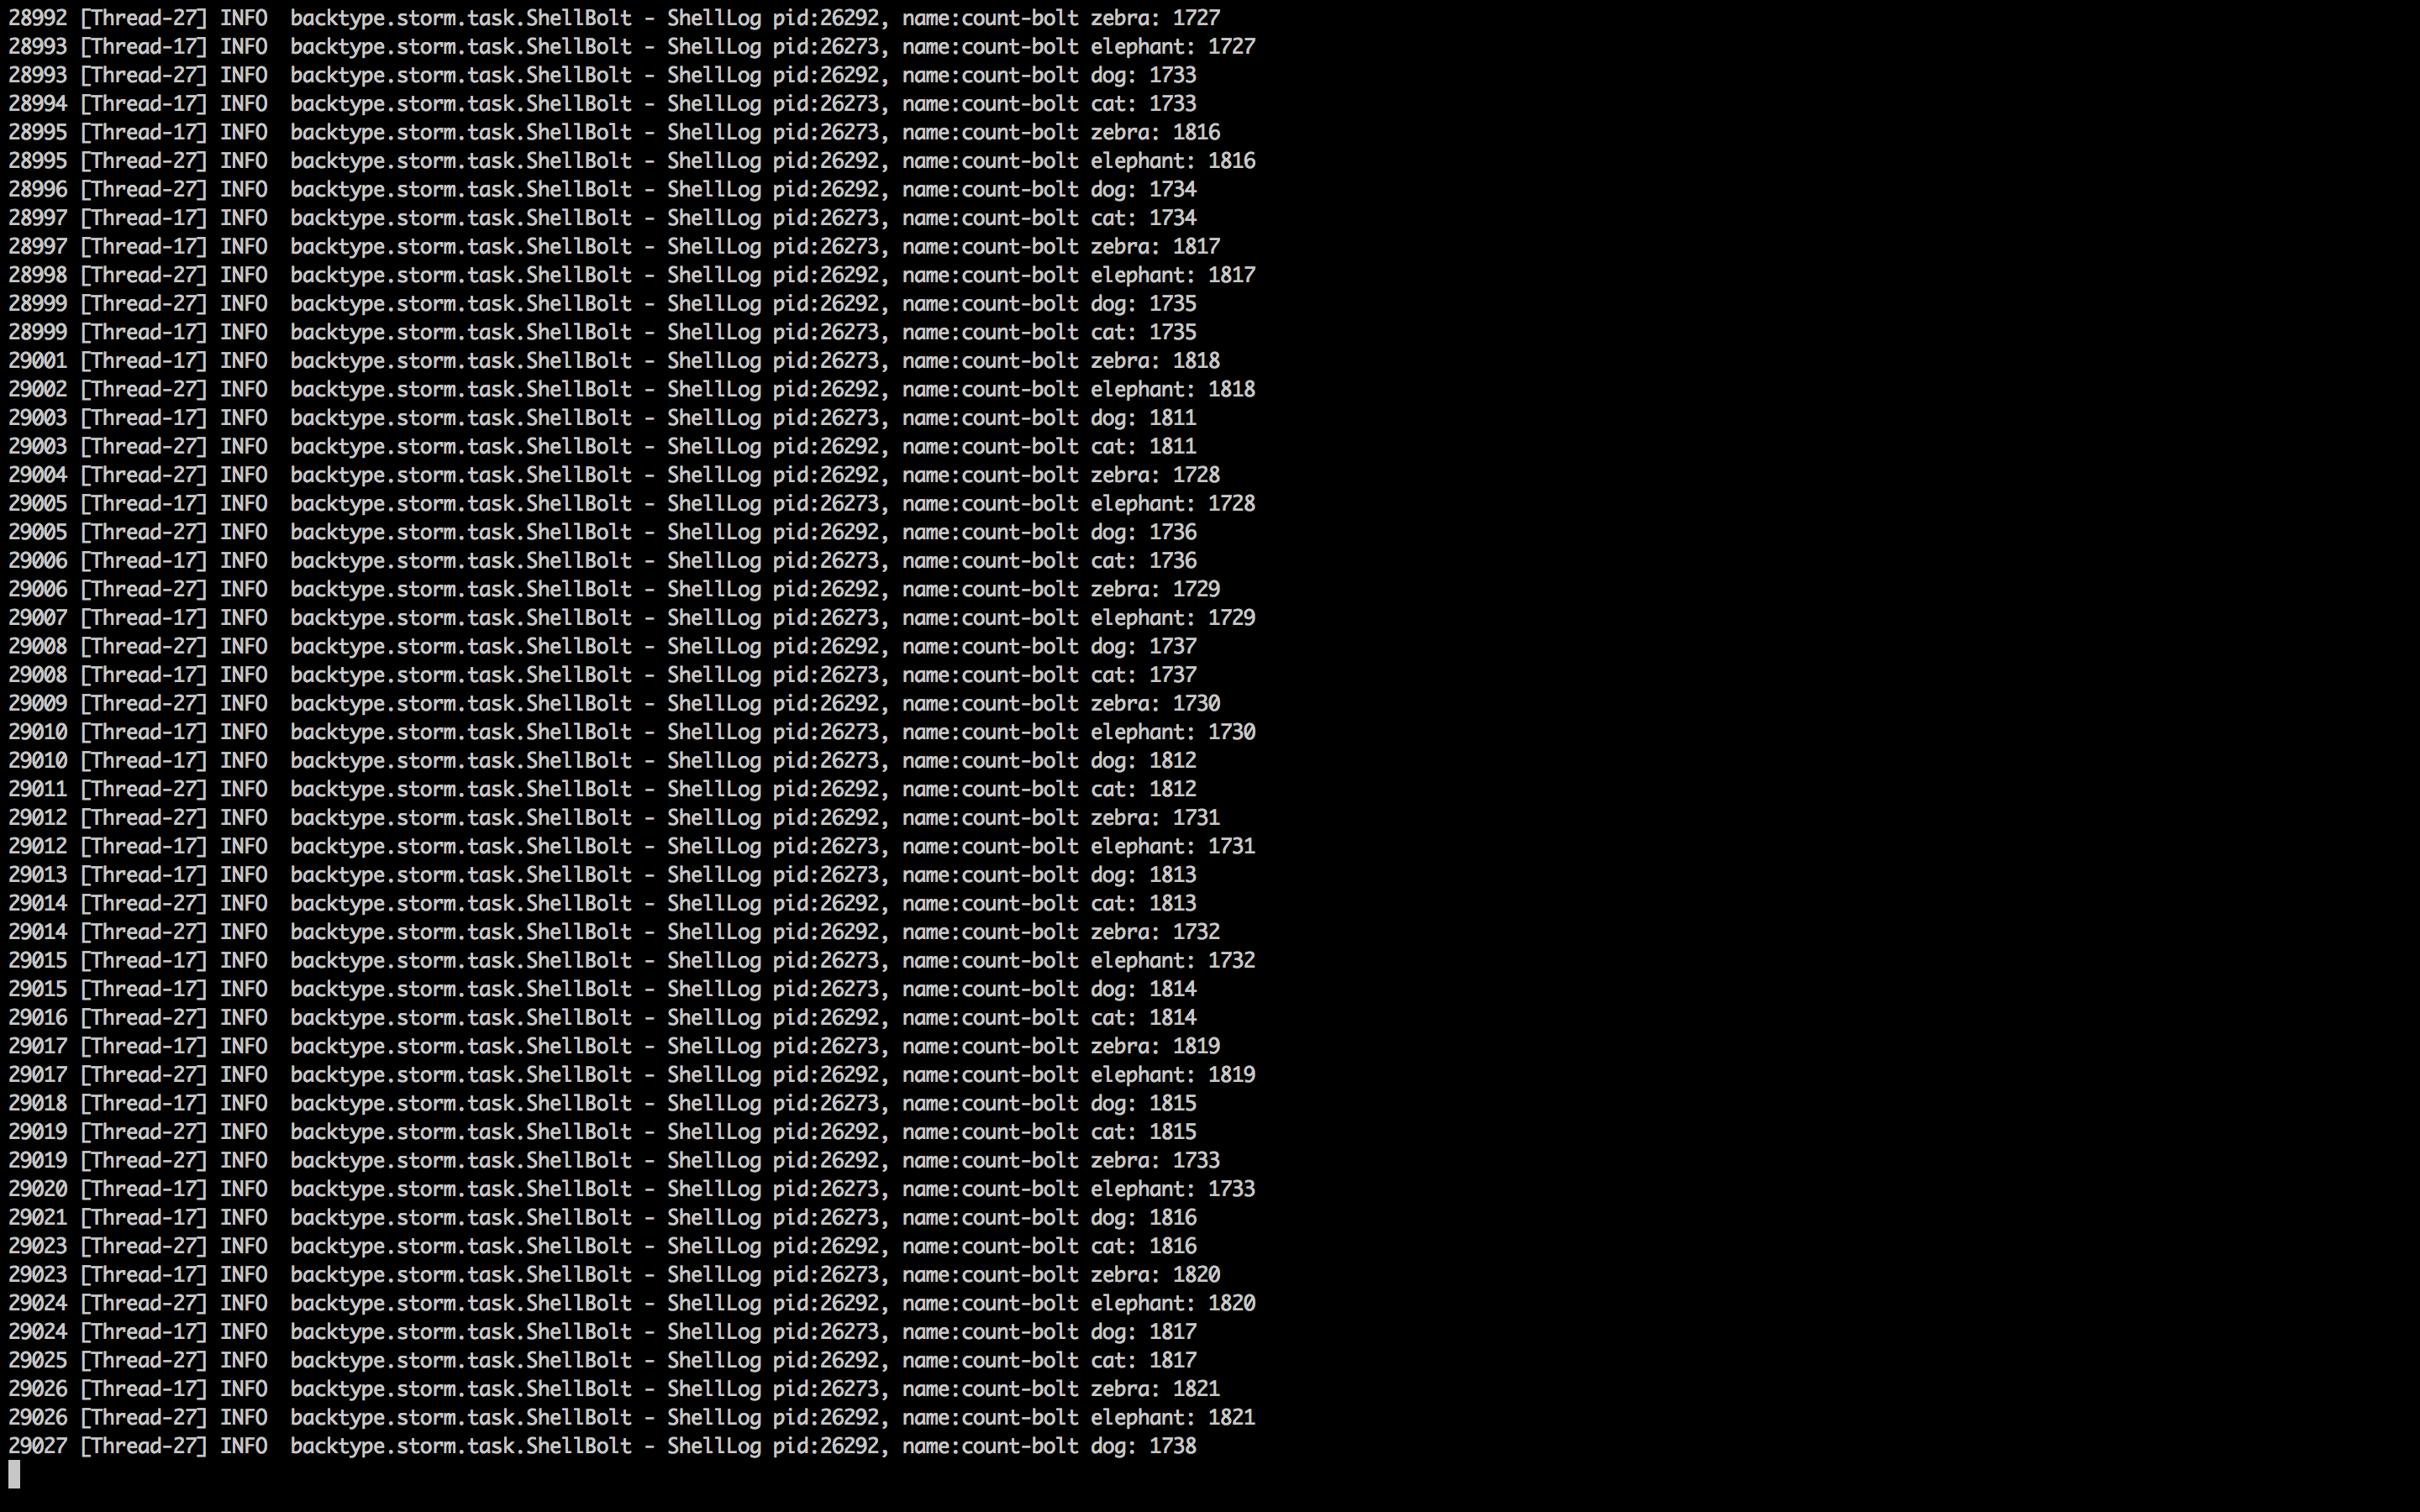 28992 [Thread-27] INFO  backtype.storm.task.ShellBolt - ShellLog pid:26292, name:count-bolt zebra: 1727
28993 [Thread-17] INFO  backtype.storm.task.ShellBolt - ShellLog pid:26273, name:count-bolt elephant: 1727
28993 [Thread-27] INFO  backtype.storm.task.ShellBolt - ShellLog pid:26292, name:count-bolt dog: 1733
28994 [Thread-17] INFO  backtype.storm.task.ShellBolt - ShellLog pid:26273, name:count-bolt cat: 1733
28995 [Thread-17] INFO  backtype.storm.task.ShellBolt - ShellLog pid:26273, name:count-bolt zebra: 1816
28995 [Thread-27] INFO  backtype.storm.task.ShellBolt - ShellLog pid:26292, name:count-bolt elephant: 1816
28996 [Thread-27] INFO  backtype.storm.task.ShellBolt - ShellLog pid:26292, name:count-bolt dog: 1734
28997 [Thread-17] INFO  backtype.storm.task.ShellBolt - ShellLog pid:26273, name:count-bolt cat: 1734
28997 [Thread-17] INFO  backtype.storm.task.ShellBolt - ShellLog pid:26273, name:count-bolt zebra: 1817
28998 [Thread-27] INFO  backtype.storm.task.ShellBolt - ShellLog pid:26292, name:count-bolt elephant: 1817
28999 [Thread-27] INFO  backtype.storm.task.ShellBolt - ShellLog pid:26292, name:count-bolt dog: 1735
28999 [Thread-17] INFO  backtype.storm.task.ShellBolt - ShellLog pid:26273, name:count-bolt cat: 1735
29001 [Thread-17] INFO  backtype.storm.task.ShellBolt - ShellLog pid:26273, name:count-bolt zebra: 1818
29002 [Thread-27] INFO  backtype.storm.task.ShellBolt - ShellLog pid:26292, name:count-bolt elephant: 1818
29003 [Thread-17] INFO  backtype.storm.task.ShellBolt - ShellLog pid:26273, name:count-bolt dog: 1811
29003 [Thread-27] INFO  backtype.storm.task.ShellBolt - ShellLog pid:26292, name:count-bolt cat: 1811
29004 [Thread-27] INFO  backtype.storm.task.ShellBolt - ShellLog pid:26292, name:count-bolt zebra: 1728
29005 [Thread-17] INFO  backtype.storm.task.ShellBolt - ShellLog pid:26273, name:count-bolt elephant: 1728
29005 [Thread-27] INFO  backtype.storm.task.ShellBolt - ShellLog pid:26292, name:count-bolt dog: 1736
29006 [Thread-17] INFO  backtype.storm.task.ShellBolt - ShellLog pid:26273, name:count-bolt cat: 1736
29006 [Thread-27] INFO  backtype.storm.task.ShellBolt - ShellLog pid:26292, name:count-bolt zebra: 1729
29007 [Thread-17] INFO  backtype.storm.task.ShellBolt - ShellLog pid:26273, name:count-bolt elephant: 1729
29008 [Thread-27] INFO  backtype.storm.task.ShellBolt - ShellLog pid:26292, name:count-bolt dog: 1737
29008 [Thread-17] INFO  backtype.storm.task.ShellBolt - ShellLog pid:26273, name:count-bolt cat: 1737
29009 [Thread-27] INFO  backtype.storm.task.ShellBolt - ShellLog pid:26292, name:count-bolt zebra: 1730
29010 [Thread-17] INFO  backtype.storm.task.ShellBolt - ShellLog pid:26273, name:count-bolt elephant: 1730
29010 [Thread-17] INFO  backtype.storm.task.ShellBolt - ShellLog pid:26273, name:count-bolt dog: 1812
29011 [Thread-27] INFO  backtype.storm.task.ShellBolt - ShellLog pid:26292, name:count-bolt cat: 1812
29012 [Thread-27] INFO  backtype.storm.task.ShellBolt - ShellLog pid:26292, name:count-bolt zebra: 1731
29012 [Thread-17] INFO  backtype.storm.task.ShellBolt - ShellLog pid:26273, name:count-bolt elephant: 1731
29013 [Thread-17] INFO  backtype.storm.task.ShellBolt - ShellLog pid:26273, name:count-bolt dog: 1813
29014 [Thread-27] INFO  backtype.storm.task.ShellBolt - ShellLog pid:26292, name:count-bolt cat: 1813
29014 [Thread-27] INFO  backtype.storm.task.ShellBolt - ShellLog pid:26292, name:count-bolt zebra: 1732
29015 [Thread-17] INFO  backtype.storm.task.ShellBolt - ShellLog pid:26273, name:count-bolt elephant: 1732
29015 [Thread-17] INFO  backtype.storm.task.ShellBolt - ShellLog pid:26273, name:count-bolt dog: 1814
29016 [Thread-27] INFO  backtype.storm.task.ShellBolt - ShellLog pid:26292, name:count-bolt cat: 1814
29017 [Thread-17] INFO  backtype.storm.task.ShellBolt - ShellLog pid:26273, name:count-bolt zebra: 1819
29017 [Thread-27] INFO  backtype.storm.task.ShellBolt - ShellLog pid:26292, name:count-bolt elephant: 1819
29018 [Thread-17] INFO  backtype.storm.task.ShellBolt - ShellLog pid:26273, name:count-bolt dog: 1815
29019 [Thread-27] INFO  backtype.storm.task.ShellBolt - ShellLog pid:26292, name:count-bolt cat: 1815
29019 [Thread-27] INFO  backtype.storm.task.ShellBolt - ShellLog pid:26292, name:count-bolt zebra: 1733
29020 [Thread-17] INFO  backtype.storm.task.ShellBolt - ShellLog pid:26273, name:count-bolt elephant: 1733
29021 [Thread-17] INFO  backtype.storm.task.ShellBolt - ShellLog pid:26273, name:count-bolt dog: 1816
29023 [Thread-27] INFO  backtype.storm.task.ShellBolt - ShellLog pid:26292, name:count-bolt cat: 1816
29023 [Thread-17] INFO  backtype.storm.task.ShellBolt - ShellLog pid:26273, name:count-bolt zebra: 1820
29024 [Thread-27] INFO  backtype.storm.task.ShellBolt - ShellLog pid:26292, name:count-bolt elephant: 1820
29024 [Thread-17] INFO  backtype.storm.task.ShellBolt - ShellLog pid:26273, name:count-bolt dog: 1817
29025 [Thread-27] INFO  backtype.storm.task.ShellBolt - ShellLog pid:26292, name:count-bolt cat: 1817
29026 [Thread-17] INFO  backtype.storm.task.ShellBolt - ShellLog pid:26273, name:count-bolt zebra: 1821
29026 [Thread-27] INFO  backtype.storm.task.ShellBolt - ShellLog pid:26292, name:count-bolt elephant: 1821
29027 [Thread-27] INFO  backtype.storm.task.ShellBolt - ShellLog pid:26292, name:count-bolt dog: 1738